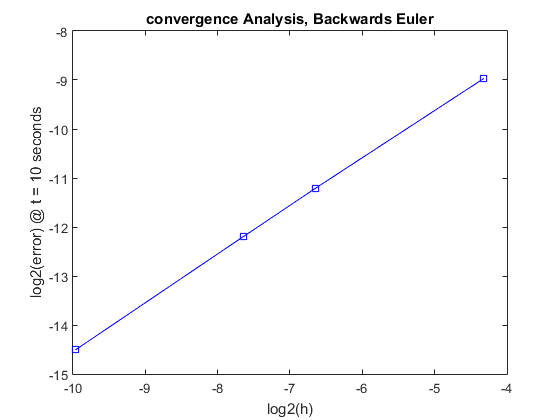 convergence Analysis, Backwards Euler
-8
-9
-10
-11
-12
-13
-14
-15
log2(error) @ t = 10 seconds
-10 -9 -8 -7 -6 -5 -4
log2(h)